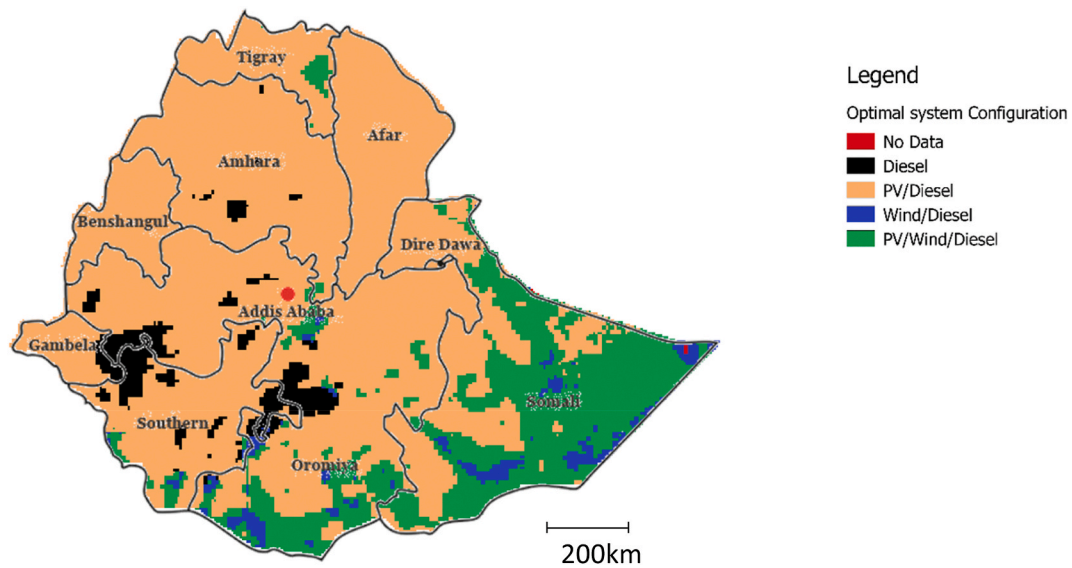 Tigray
Afar
Amhara
Benshangul
Dire Dawa
Addis Ababa
Gambela
Somali
Southern
Oromiya
200km
Legend
Optimal system Configuration
No Data
Diesel
PV/Diesel
Wind/Diesel
PV/Wind/Diesel